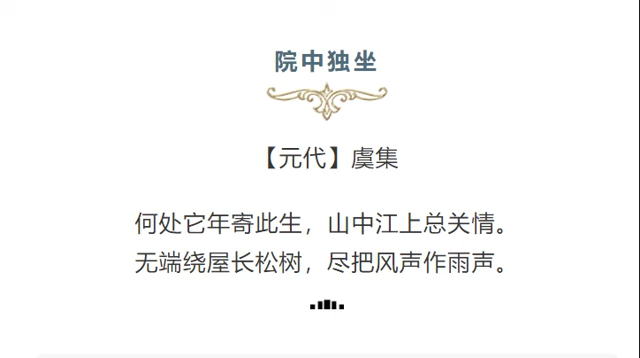 院中独坐
【元代】虞集
何处它年寄此生，山中江上总关情。
无端绕屋长松树，尽把风声作雨声。